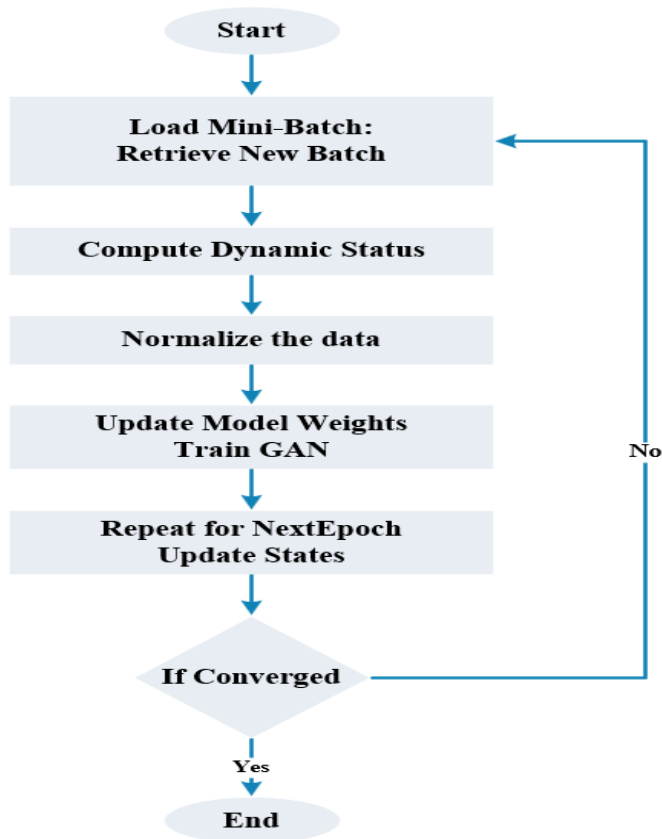 Start
Load Mini-Batch:
Retrieve New Batch
Compute Dynamic Status
Normalize the data
Update Model Weights
Train GAN
No
Repeat for NextEpoch
Update States
If Converged
Yes
End